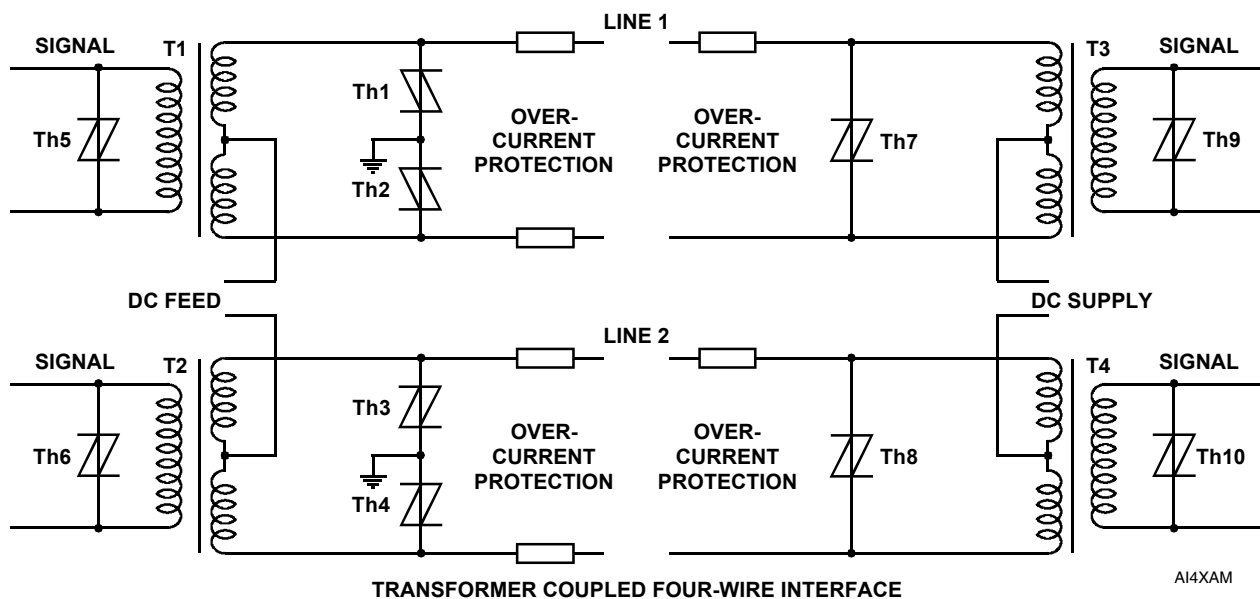 LINE 1
SIGNAL
T1
T3
SIGNAL
Th1
Th5
OVER-
CURRENT
PROTECTION
OVER-
CURRENT
PROTECTION
Th7
Th9
Th2
DC FEED
DC SUPPLY
LINE 2
SIGNAL
T2
T4
SIGNAL
Th3
Th6
OVER-
CURRENT
PROTECTION
OVER-
CURRENT
PROTECTION
Th8
Th10
Th4
TRANSFORMER COUPLED FOUR-WIRE INTERFACE
AI4XAM